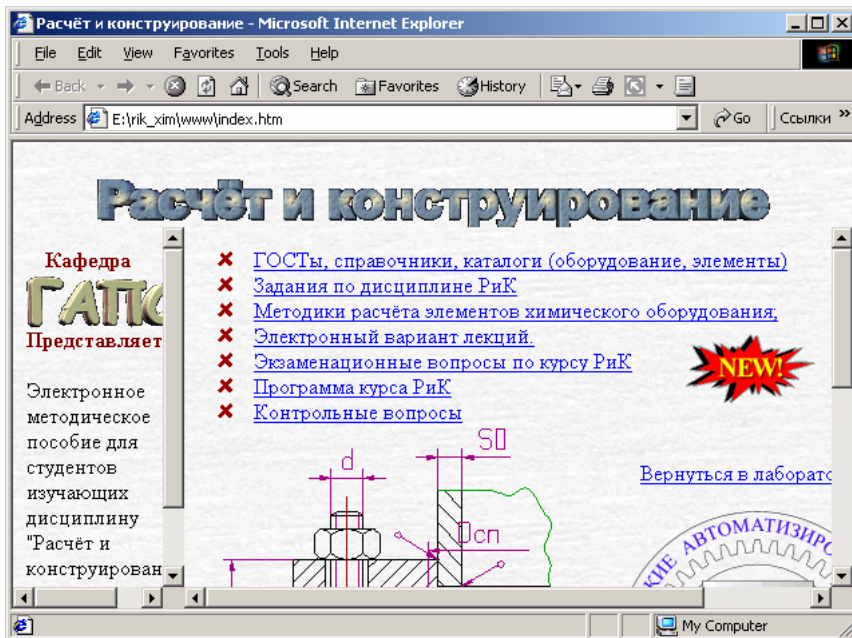 Расчёт и конструирование - Microsoft Internet Explorer
File Edit View Favorites Tools Help
Back Search Favorites History
Address E:\rik_xim\www\index.htm Go Ссылки »
Расчёт и конструирование
Кафедра
ГАПС
Представляет
Электронное
методическое
пособие для
студентов
изучающих
дисциплину
"Расчёт и
конструирован
ГОСТы, справочники, каталоги (оборудование, элементы)
Задания по дисциплине РиК
Методики расчёта элементов химического оборудования;
Электронный вариант лекций.
Экзаменационные вопросы по курсу РиК
Программа курса РиК
Контрольные вопросы
NEW!
Вернуться в лаборато
d
S0
Dсп
КИЕ АВТОМАТИЗИРО
My Computer